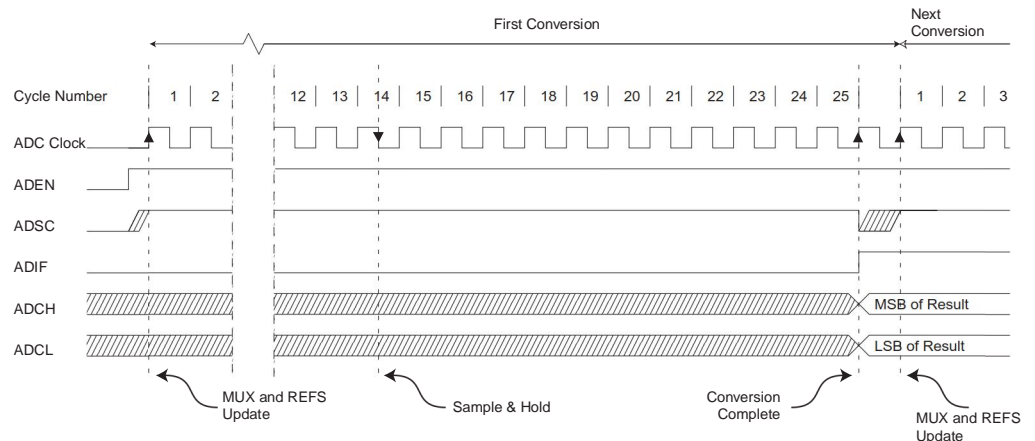 First Conversion
Next
Conversion
Cycle Number 1 2 12 13 14 15 16 17 18 19 20 21 22 23 24 25 1 2 3
ADC Clock
ADEN
ADSC
ADIF
ADCH MSB of Result
ADCL LSB of Result
MUX and REFS
Update
Sample & Hold
Conversion
Complete
MUX and REFS
Update